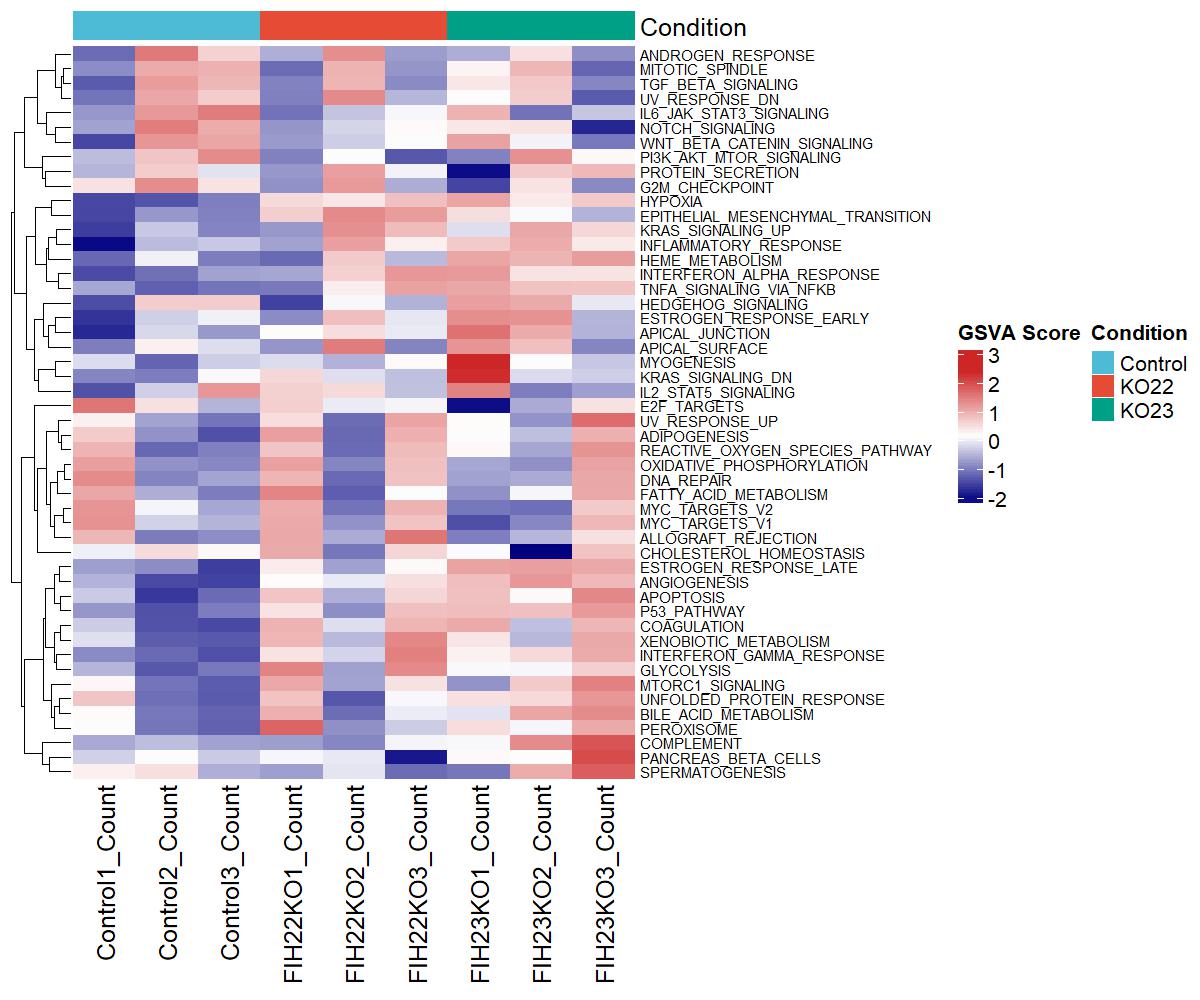 Condition
ANDROGEN_RESPONSE
MITOTIC_SPINDLE
TGF_BETA_SIGNALING
UV_RESPONSE_DN
IL6_JAK_STAT3_SIGNALING
NOTCH_SIGNALING
WNT_BETA_CATENIN_SIGNALING
PI3K_AKT_MTOR_SIGNALING
PROTEIN_SECRETION
G2M_CHECKPOINT
HYPOXIA
EPITHELIAL_MESENCHYMAL_TRANSITION
KRAS_SIGNALING_UP
INFLAMMATORY_RESPONSE
HEME_METABOLISM
INTERFERON_ALPHA_RESPONSE
TNFA_SIGNALING_VIA_NFKB
HEDGEHOG_SIGNALING
ESTROGEN_RESPONSE_EARLY
APICAL_JUNCTION
APICAL_SURFACE
MYOGENESIS
KRAS_SIGNALING_DN
IL2_STAT5_SIGNALING
E2F_TARGETS
UV_RESPONSE_UP
ADIPOGENESIS
REACTIVE_OXYGEN_SPECIES_PATHWAY
OXIDATIVE_PHOSPHORYLATION
DNA_REPAIR
FATTY_ACID_METABOLISM
MYC_TARGETS_V2
MYC_TARGETS_V1
ALLOGRAFT_REJECTION
CHOLESTEROL_HOMEOSTASIS
ESTROGEN_RESPONSE_LATE
ANGIOGENESIS
APOPTOSIS
P53_PATHWAY
COAGULATION
XENOBIOTIC_METABOLISM
INTERFERON_GAMMA_RESPONSE
GLYCOLYSIS
MTORC1_SIGNALING
UNFOLDED_PROTEIN_RESPONSE
BILE_ACID_METABOLISM
PEROXISOME
COMPLEMENT
PANCREAS_BETA_CELLS
SPERMATOGENESIS
Control1_Count
Control2_Count
Control3_Count
FIH22KO1_Count
FIH22KO2_Count
FIH22KO3_Count
FIH23KO1_Count
FIH23KO2_Count
FIH23KO3_Count
GSVA Score
3
2
1
0
-1
-2
Condition
Control
KO22
KO23